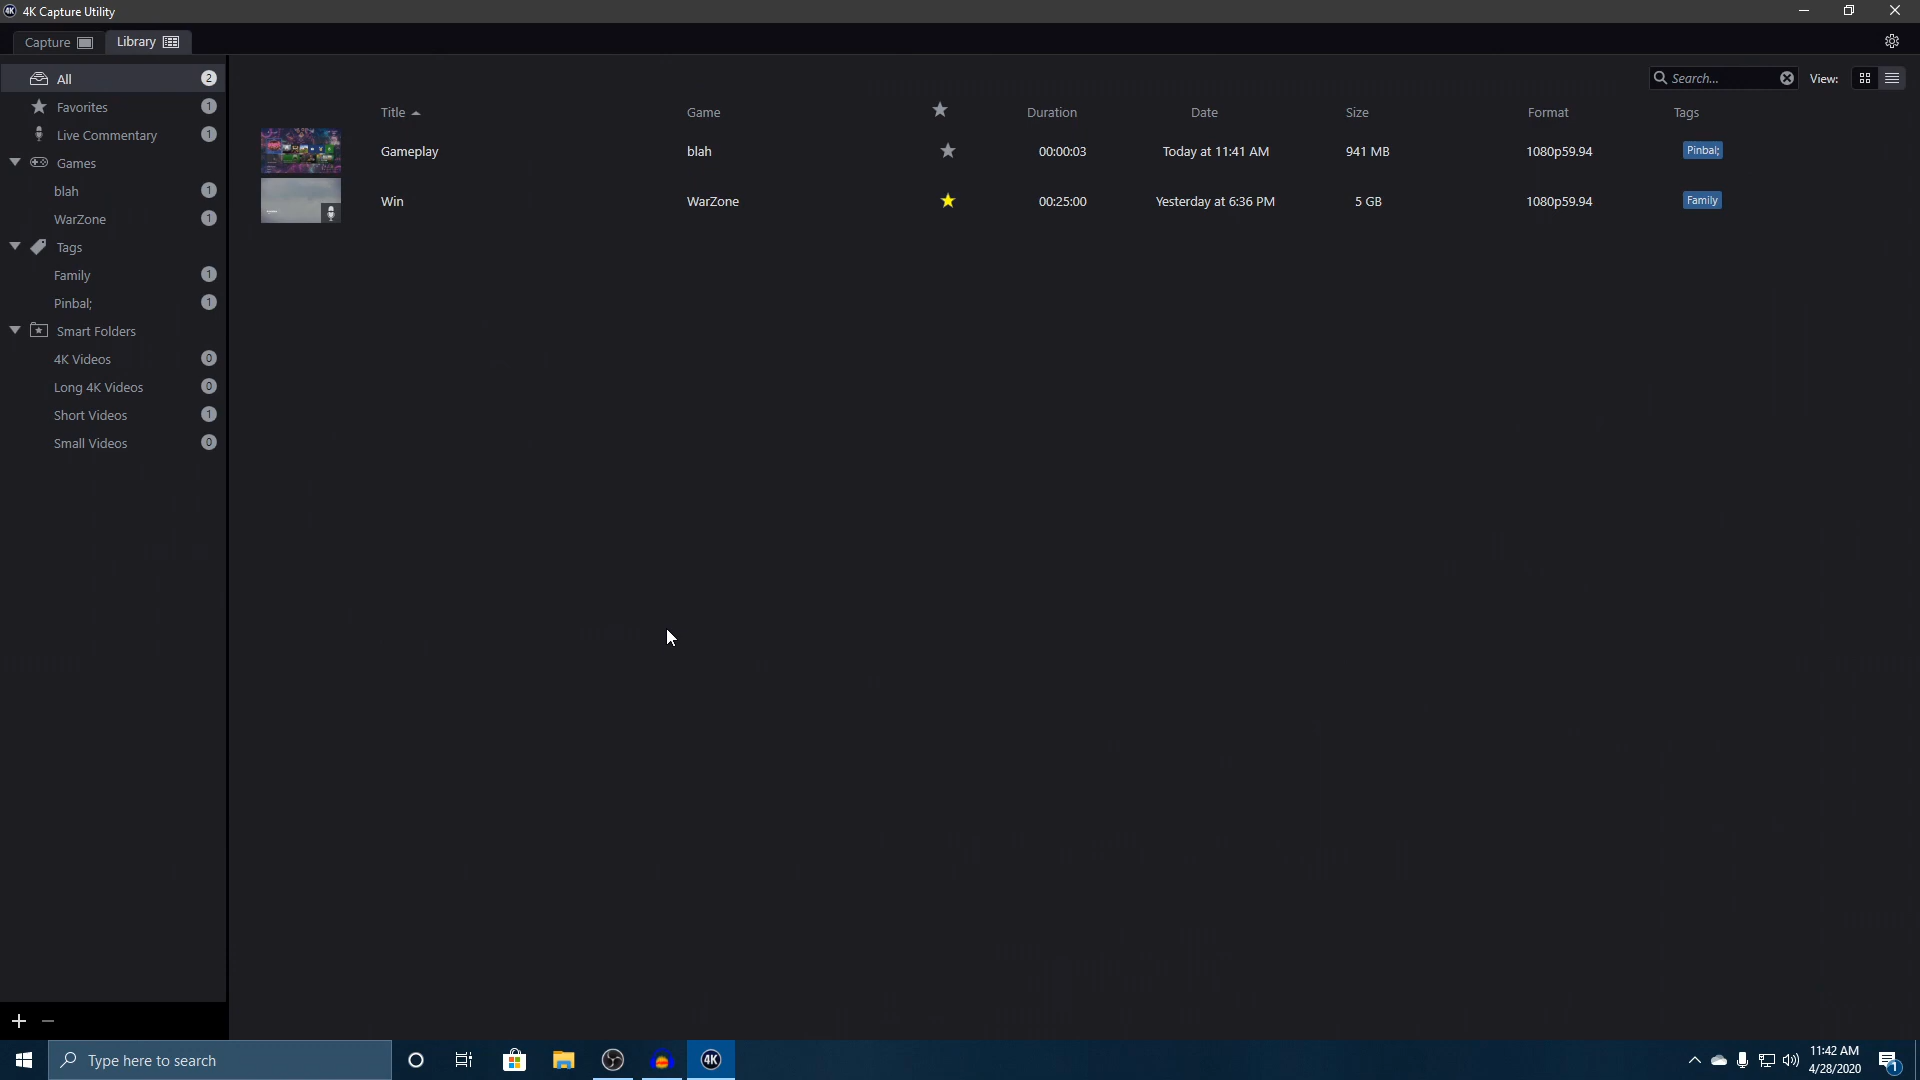 4K 4K Capture Utility
Capture
Library
All 2
Favorites 1
Live Commentary 1
Games
blah 1
WarZone 1
Tags
Family 1
Pinbal; 1
Smart Folders
4K Videos 0
Long 4K Videos 0
Short Videos 1
Small Videos 0
Search...
View:
Title Game Duration Date Size Format Tags
Gameplay blah 00:00:03 Today at 11:41 AM 941 MB 1080p59.94 Pinbal;
Win WarZone 00:25:00 Yesterday at 6:36 PM 5 GB 1080p59.94 Family
Type here to search
4K
11:42 AM
4/28/2020
1